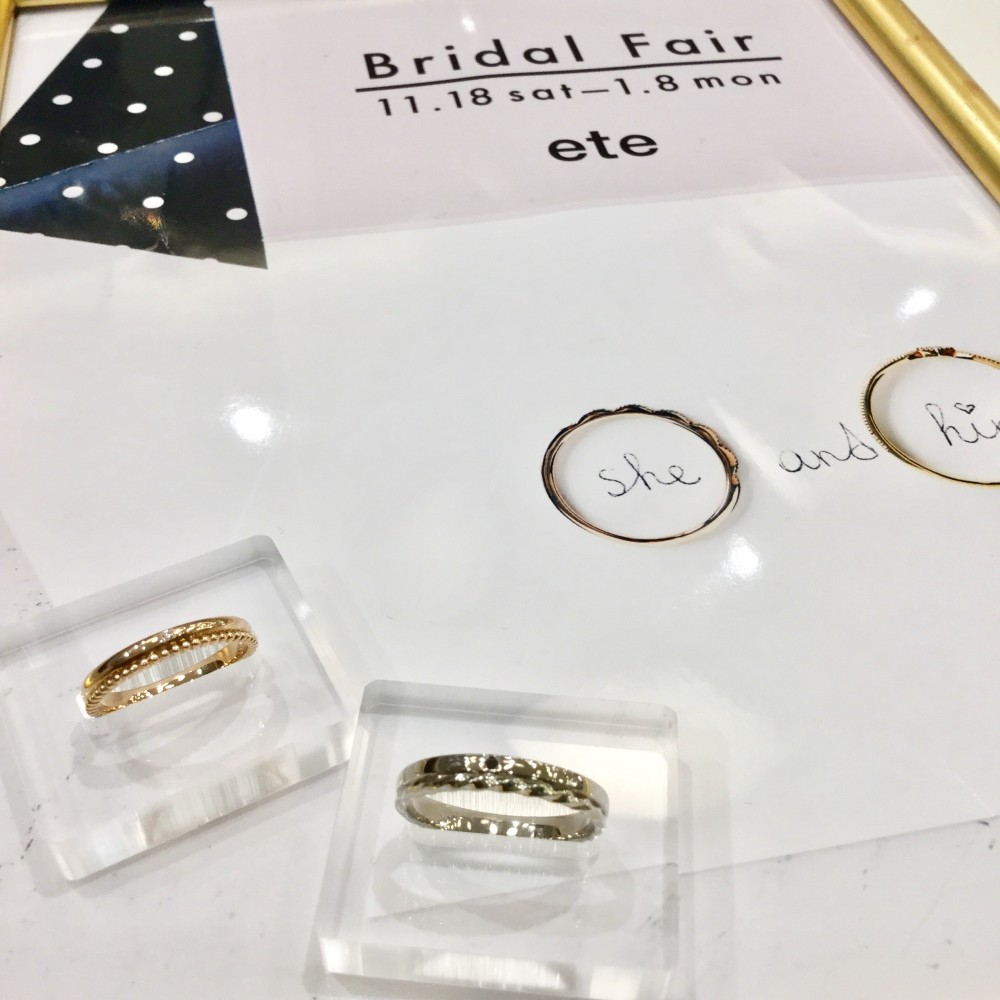 Bridal Fair
11.18 sat—1.8 mon
ete
she and